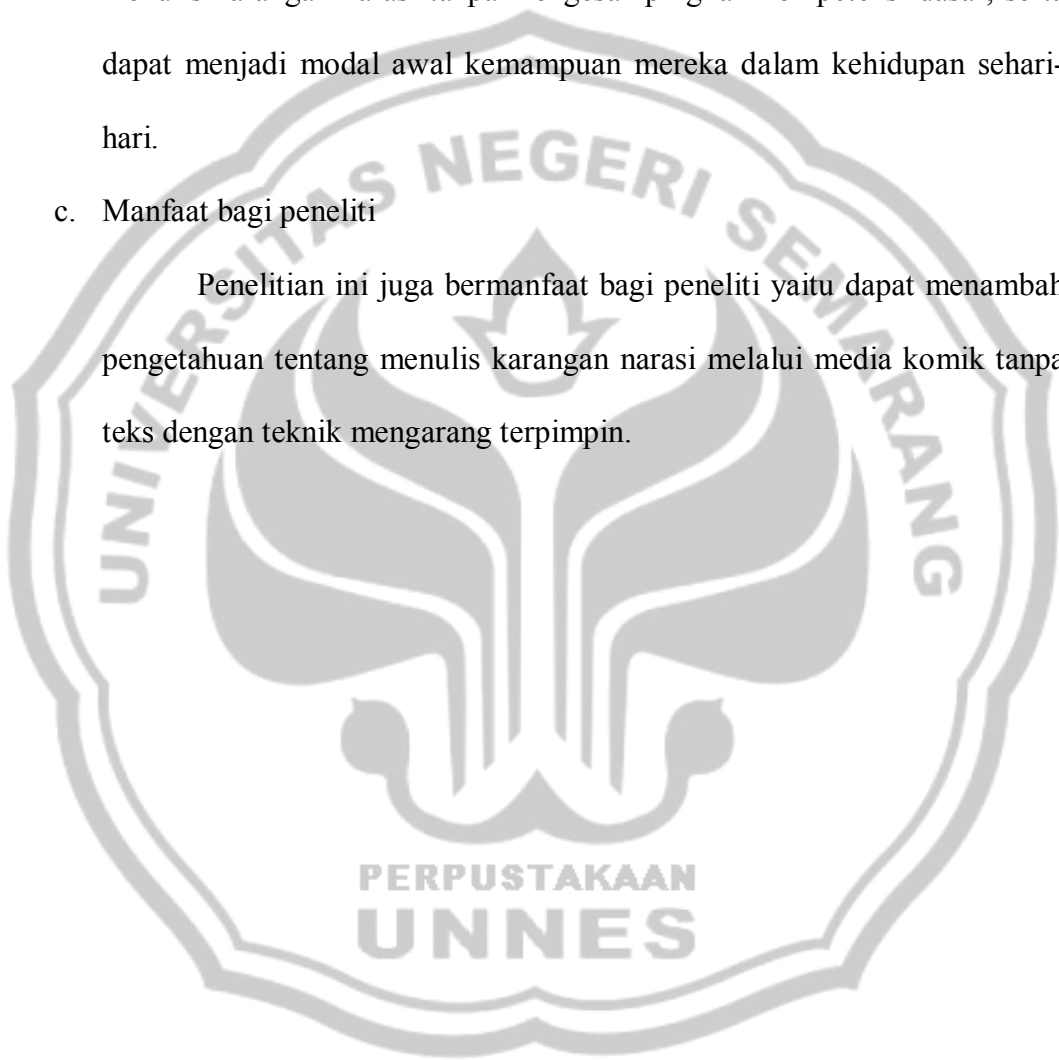 dapat menjadi modal awal kemampuan mereka dalam kehidupan sehari-
hari.
c. Manfaat bagi peneliti
Penelitian ini juga bermanfaat bagi peneliti yaitu dapat menambah
pengetahuan tentang menulis karangan narasi melalui media komik tanpa
teks dengan teknik mengarang terpimpin.
UNIVERSITAS NEGERI SEMARANG
PERPUSTAKAAN
UNNES